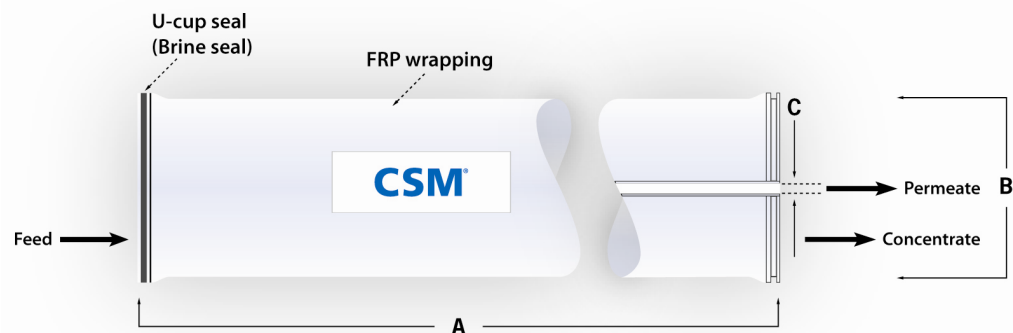 U-cup seal
(Brine seal)
FRP wrapping
C
CSM®
Permeate
B
Feed
Concentrate
A